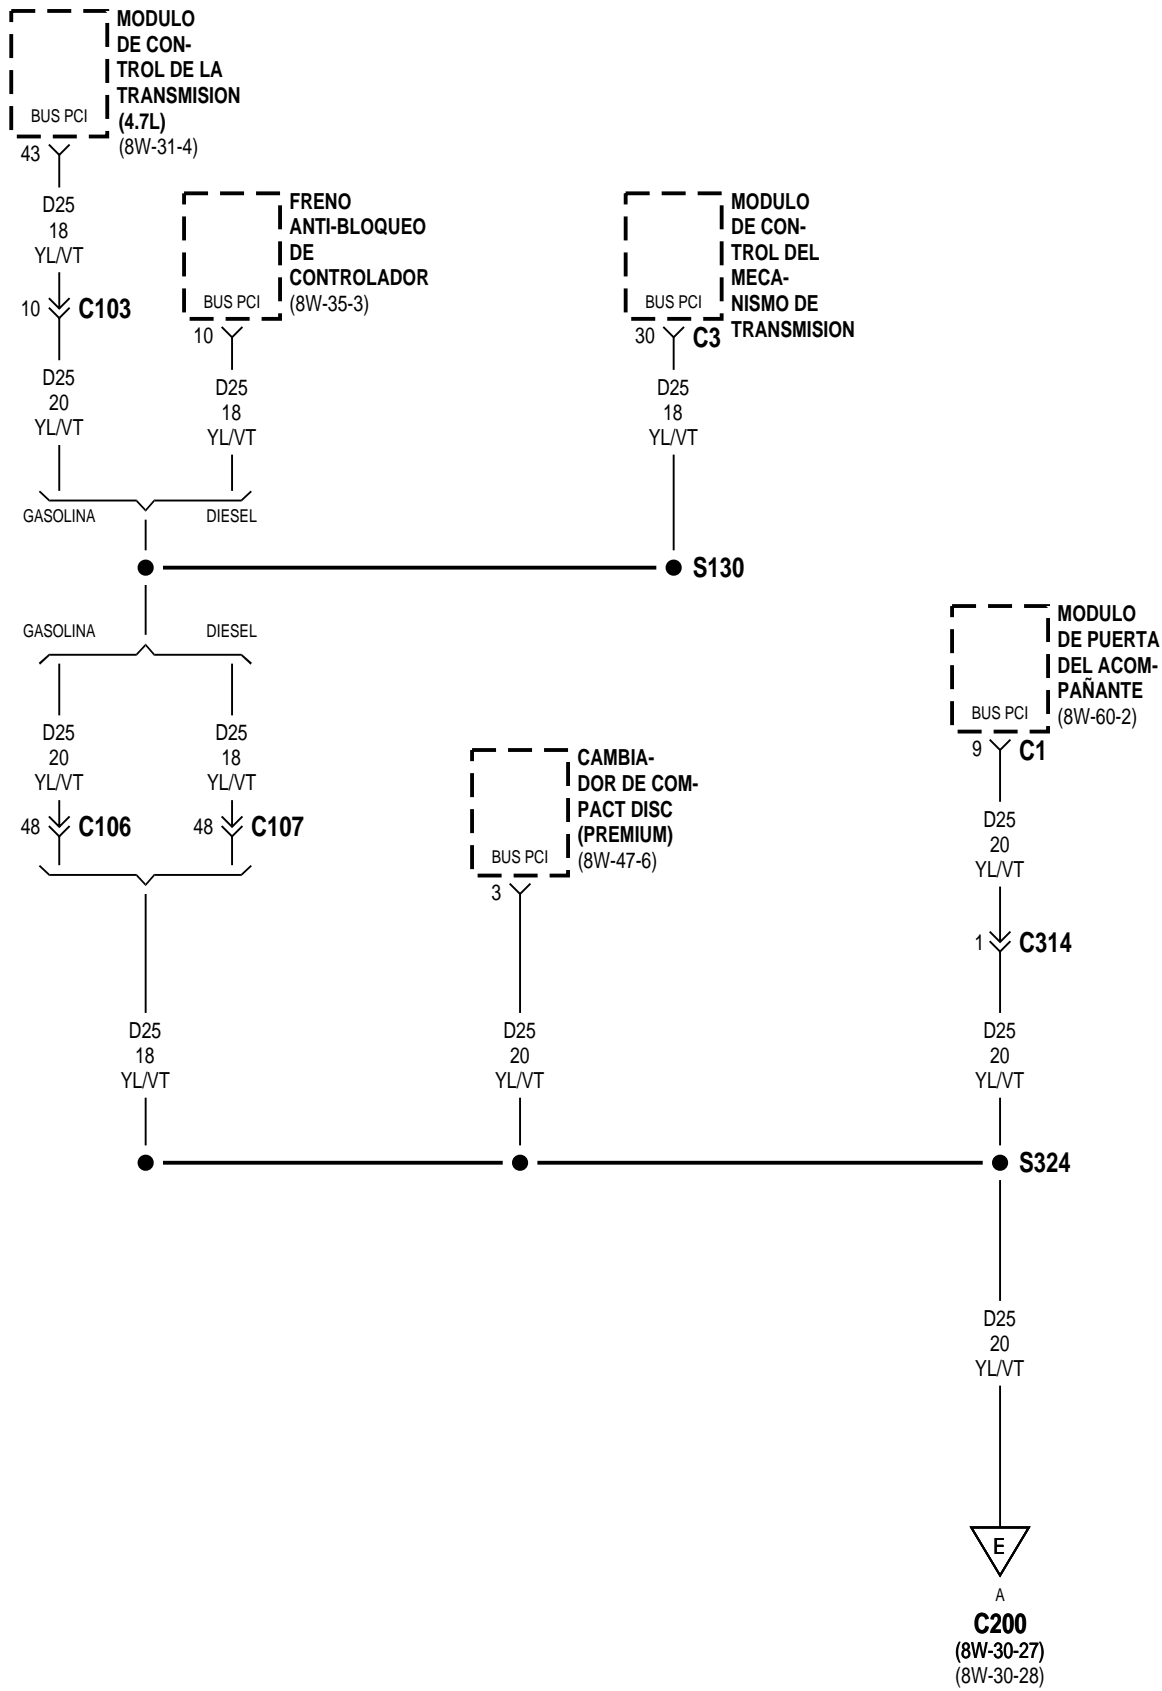 MODULO
DE CON-
TROL DE LA
TRANSMISION
(4.7L)
(8W-31-4)
BUS PCI
43
D25
18
YL/VT
10
C103
D25
20
YL/VT
FRENO
ANTI-BLOQUEO
DE
CONTROLADOR
(8W-35-3)
BUS PCI
10
D25
18
YL/VT
MODULO
DE CON-
TROL DEL
MECA-
NISMO DE
TRANSMISION
BUS PCI
30
C3
D25
18
YL/VT
GASOLINA
DIESEL
S130
GASOLINA
DIESEL
D25
20
YL/VT
D25
18
YL/VT
48
C106
48
C107
D25
18
YL/VT
CAMBIA-
DOR DE COM-
PACT DISC
(PREMIUM)
(8W-47-6)
BUS PCI
3
D25
20
YL/VT
MODULO
DE PUERTA
DEL ACOM-
PAÑANTE
(8W-60-2)
BUS PCI
9
C1
D25
20
YL/VT
1
C314
D25
20
YL/VT
S324
D25
20
YL/VT
E
A
C200
(8W-30-27)
(8W-30-28)